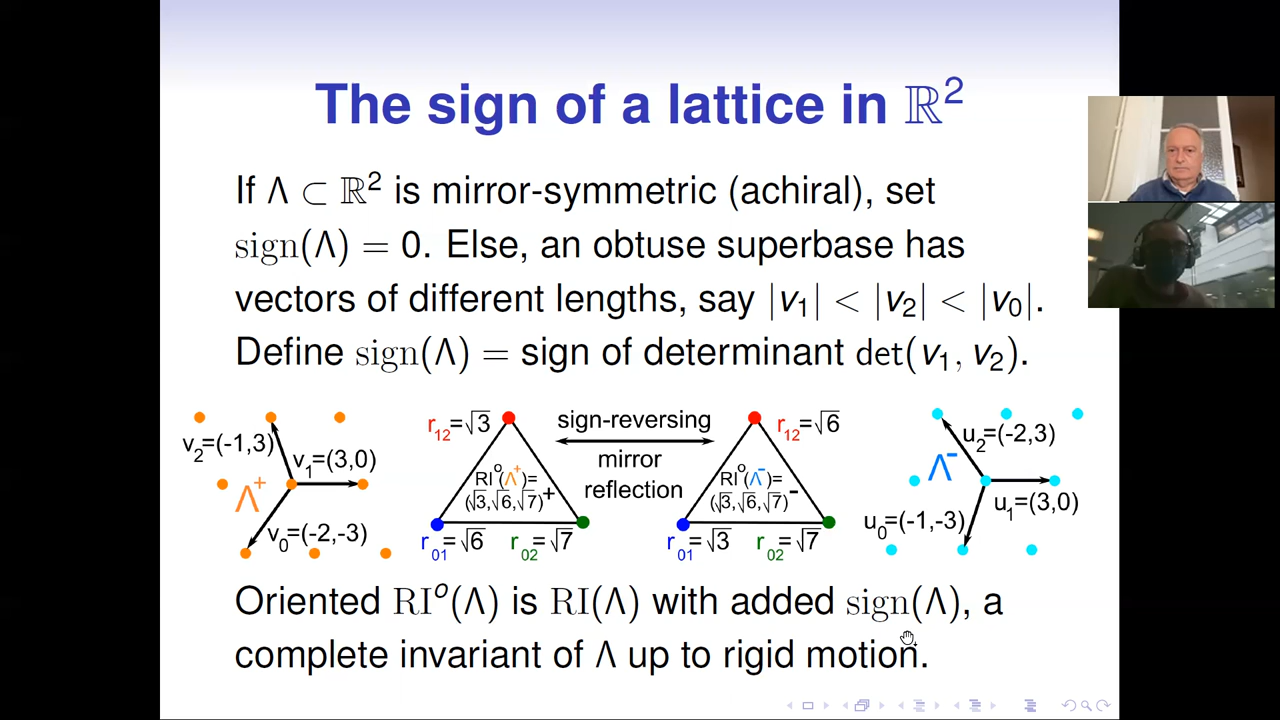 The sign of a lattice in ℝ²
If Λ ⊂ ℝ² is mirror-symmetric (achiral), set
sign(Λ) = 0. Else, an obtuse superbase has
vectors of different lengths, say |v₁| < |v₂| < |v₀|.
Define sign(Λ) = sign of determinant det(v₁, v₂).
v₂=(-1,3)
v₁=(3,0)
Λ⁺
v₀=(-2,-3)
r₁₂=√3
RIᵒ(Λ⁺)=
(√3,√6,√7)+
r₀₁=√6
r₀₂=√7
sign-reversing
mirror
reflection
r₁₂=√6
RIᵒ(Λ⁻)=
(√3,√6,√7)-
r₀₁=√3
r₀₂=√7
u₂=(-2,3)
Λ⁻
u₁=(3,0)
u₀=(-1,-3)
Oriented RIᵒ(Λ) is RI(Λ) with added sign(Λ), a
complete invariant of Λ up to rigid motion.